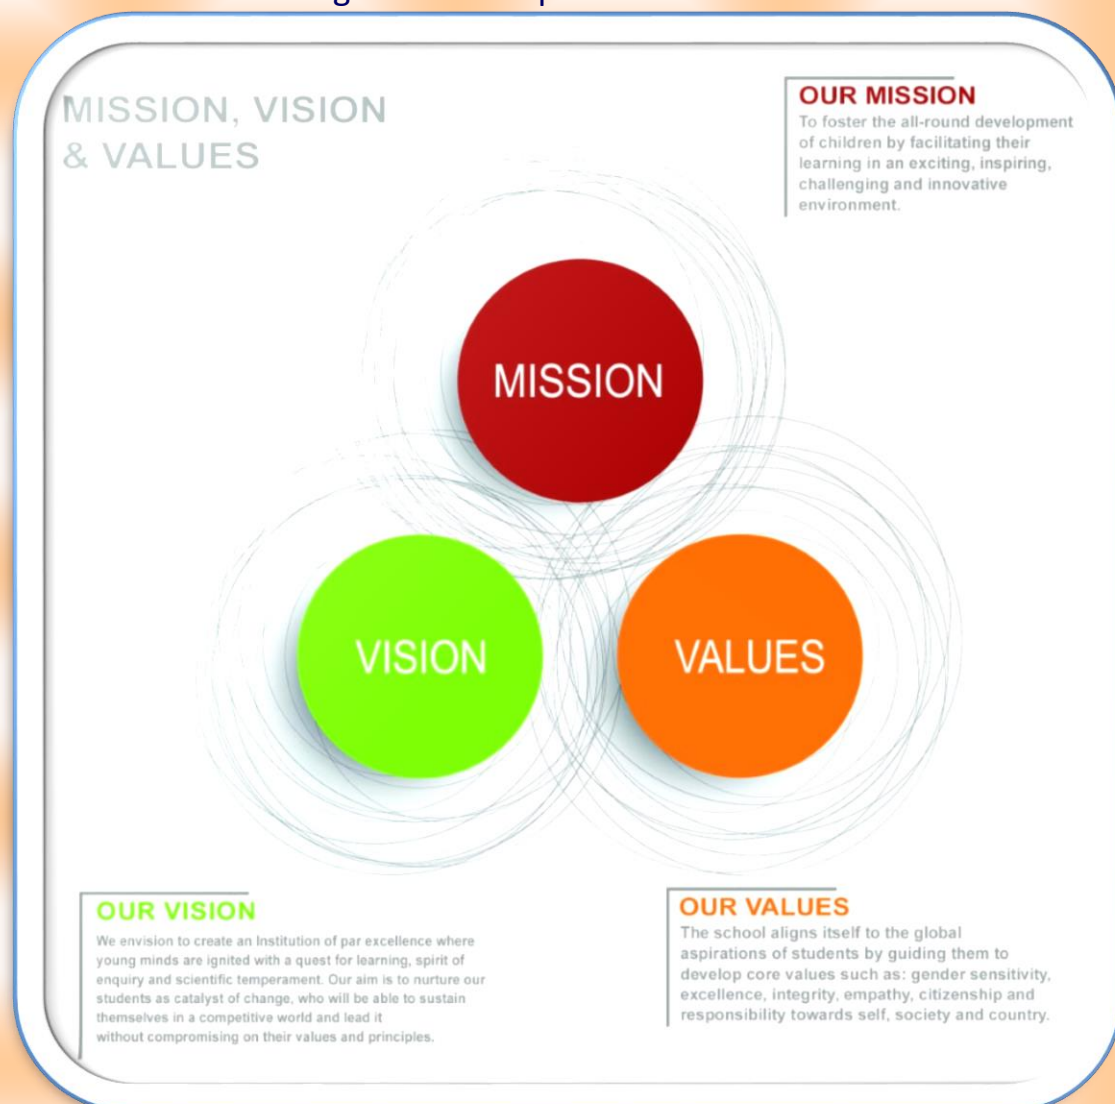 MISSION, VISION
& VALUES
OUR MISSION
To foster the all-round development
of children by facilitating their
learning in an exciting, inspiring,
challenging and innovative
environment.
MISSION
VISION
VALUES
OUR VISION
We envision to create an Institution of par excellence where
young minds are ignited with a quest for learning, spirit of
enquiry and scientific temperament. Our aim is to nurture our
students as catalyst of change, who will be able to sustain
themselves in a competitive world and lead it
without compromising on their values and principles.
OUR VALUES
The school aligns itself to the global
aspirations of students by guiding them to
develop core values such as: gender sensitivity,
excellence, integrity, empathy, citizenship and
responsibility towards self, society and country.